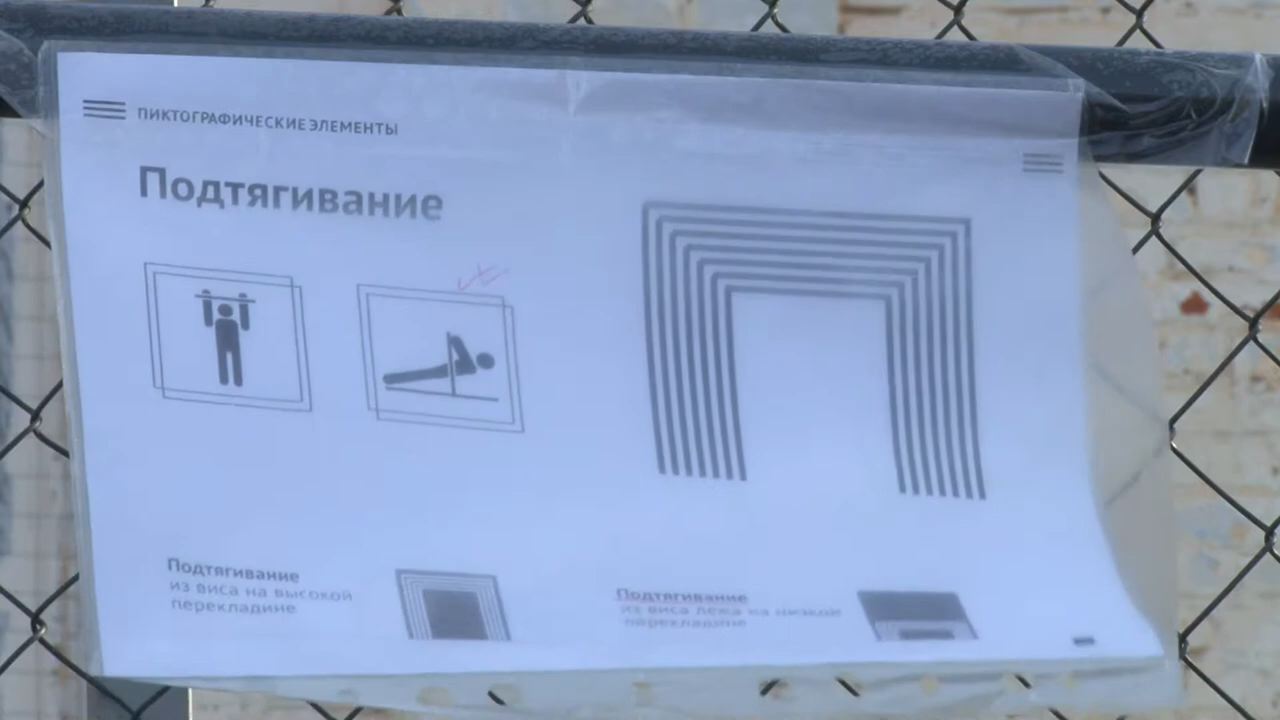 ПИКТОГРАФИЧЕСКИЕ ЭЛЕМЕНТЫ
Подтягивание
Подтягивание
из виса на высокой
перекладине
Подтягивание
из виса лежа на низкой
перекладине